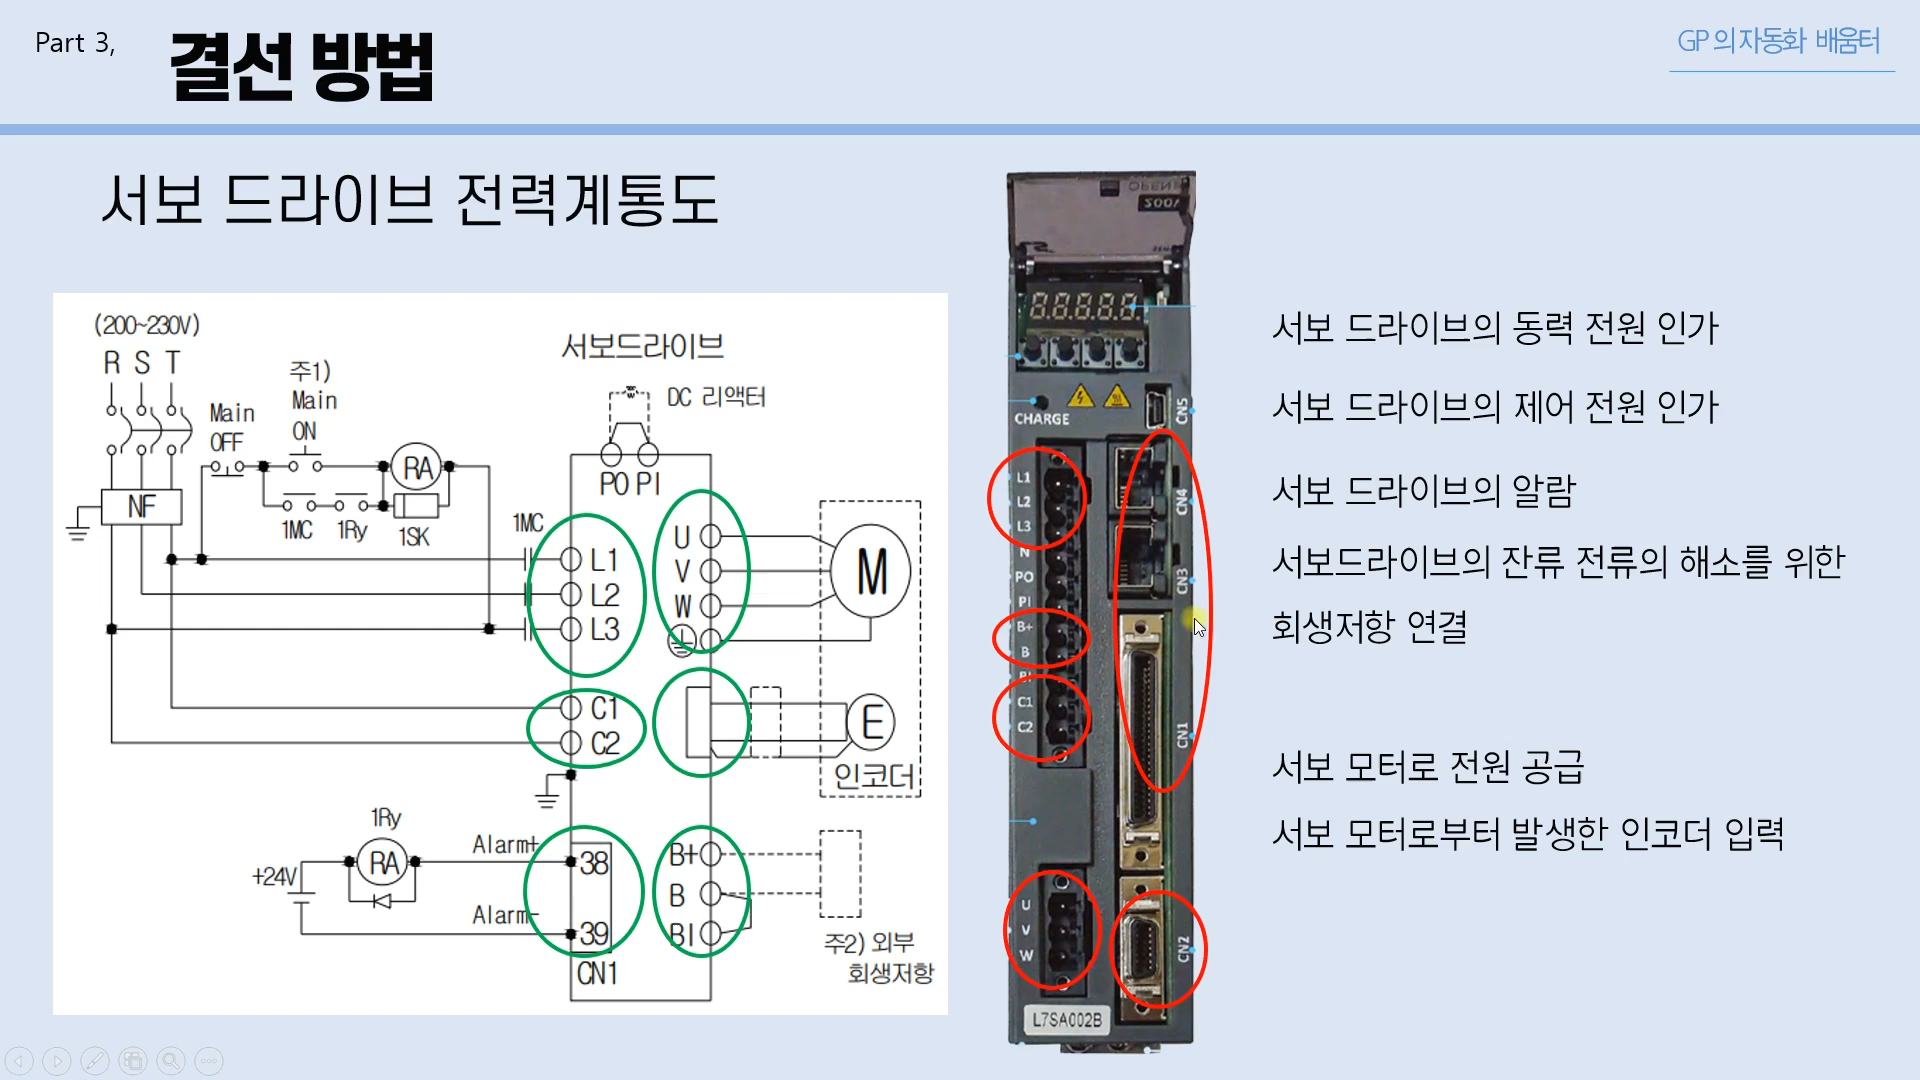 Part 3,
결선 방법
GP의자동화 배움터
서보 드라이브 전력계통도
(200~230V)
R S T
Main
OFF
주1)
Main
ON
RA
NF
1MC
1Ry
1SK
1MC
서보드라이브
DC 리액터
PO PI
L1
L2
L3
C1
C2
U
V
W
M
E
인코더
1Ry
RA
+24V
Alarm+
Alarm-
38
39
CN1
B+
B
BI
주2) 외부
회생저항
OPEN
200V
88888
CHARGE
CN5
L1
L2
L3
N
PO
PI
B+
B
BI
C1
C2
CN4
CN3
CN1
U
V
W
CN2
L7SA002B
서보 드라이브의 동력 전원 인가
서보 드라이브의 제어 전원 인가
서보 드라이브의 알람
서보드라이브의 잔류 전류의 해소를 위한
회생저항 연결
서보 모터로 전원 공급
서보 모터로부터 발생한 인코더 입력